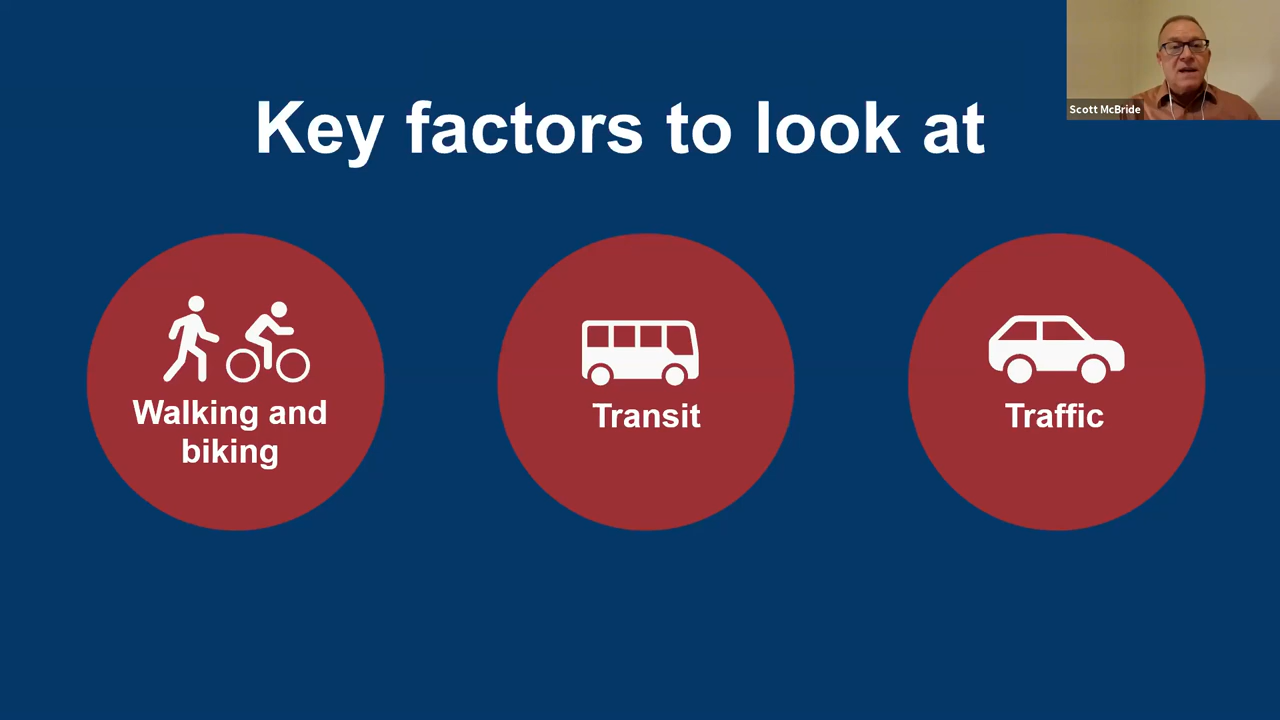 Key factors to look at
Scott McBride
Walking and
biking
Transit
Traffic